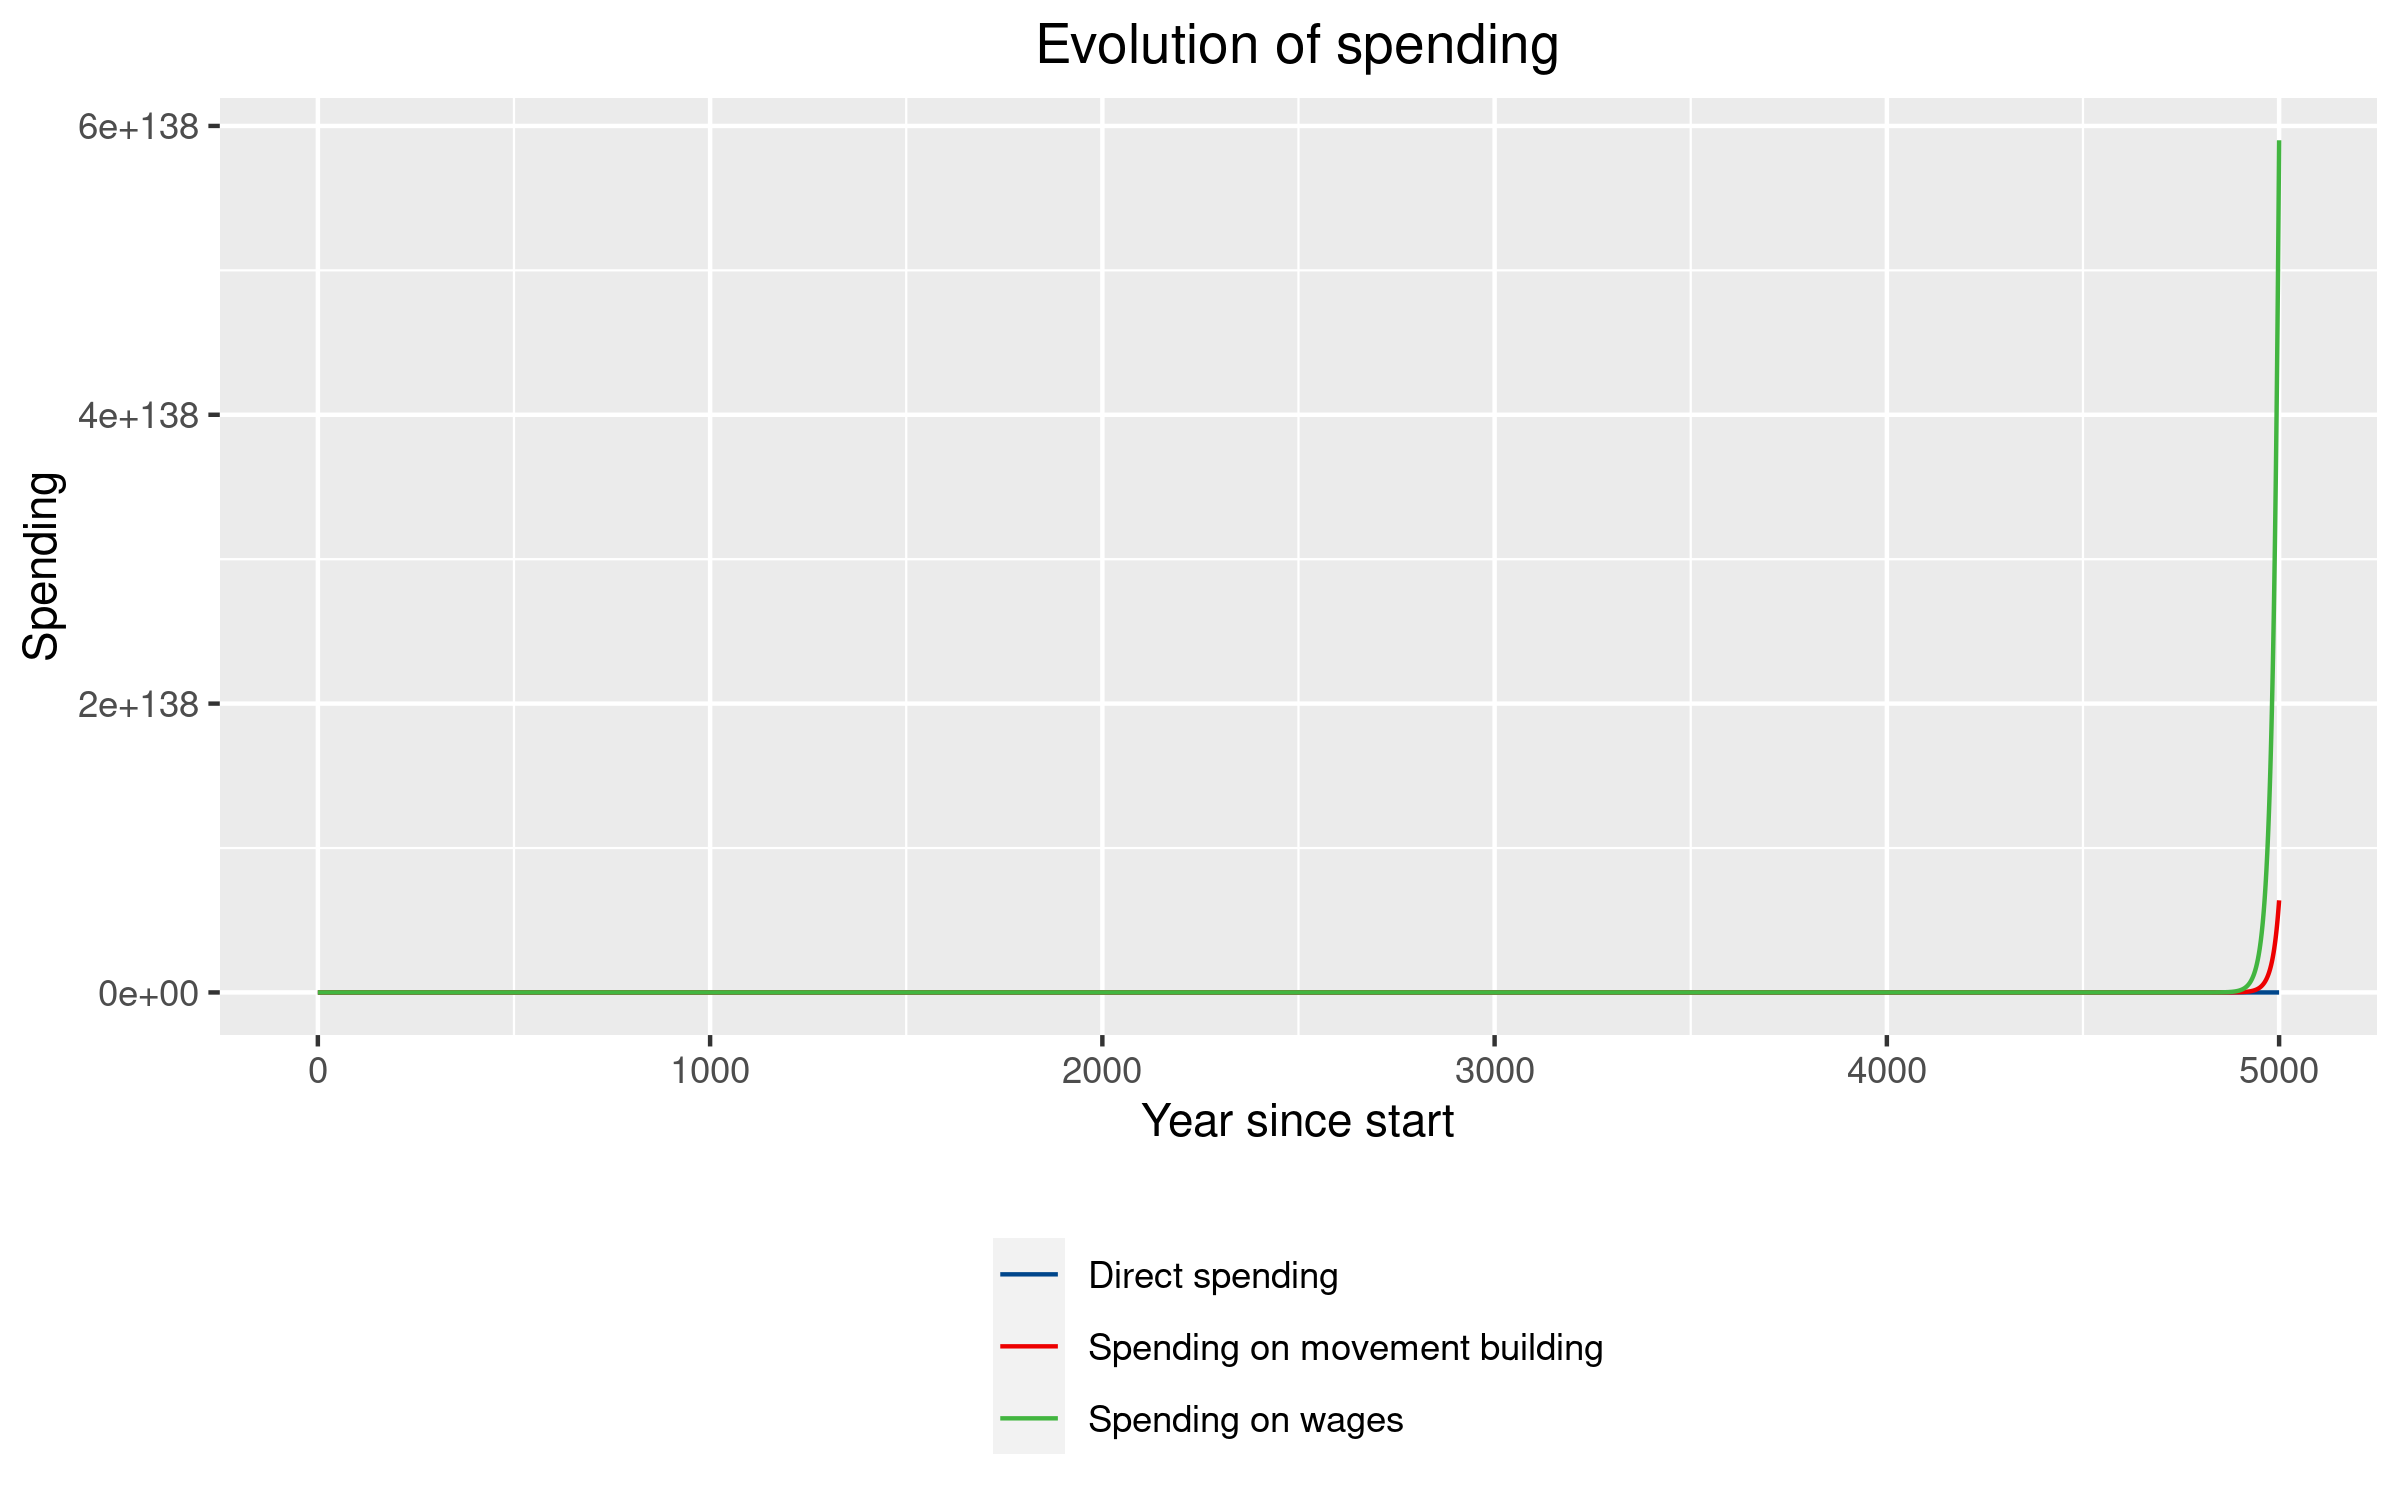 Evolution of spending
6e+138
4e+138
2e+138
0e+00
Spending
0 1000 2000 3000 4000 5000
Year since start
Direct spending
Spending on movement building
Spending on wages